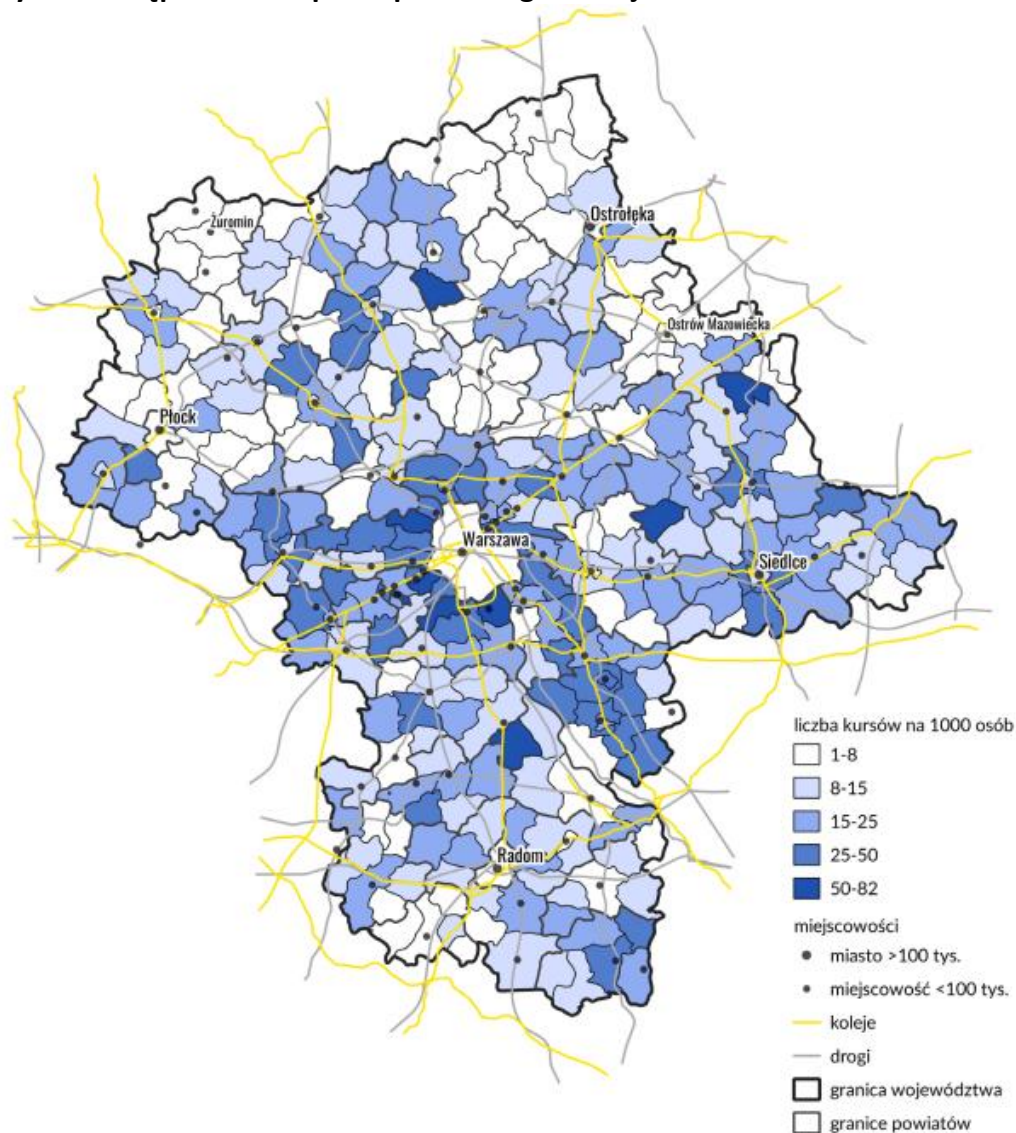 Żuromin
Ostrołęka
Ostrów Mazowiecka
Płock
Warszawa
Siedlce
Radom
liczba kursów na 1000 osób
1-8
8-15
15-25
25-50
50-82
miejscowości
miasto >100 tys.
miejscowość <100 tys.
koleje
drogi
granica województwa
granice powiatów